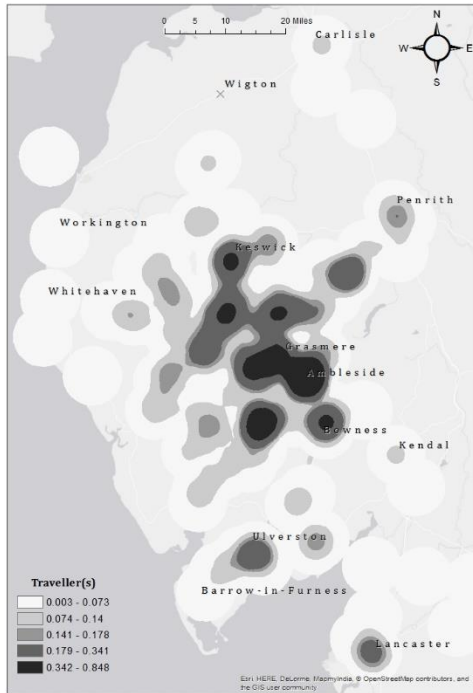 0 5 10 20 Miles
N
W E
S
Carlisle
Wigton
Penrith
Workington
Keswick
Whitehaven
Grasmere
Ambleside
Bowness
Kendal
Ulverston
Barrow-in-Furness
Lancaster
Traveller(s)
0.003 - 0.073
0.074 - 0.14
0.141 - 0.178
0.179 - 0.341
0.342 - 0.848
Esri, HERE, DeLorme, MapmyIndia, © OpenStreetMap contributors, and
the GIS user community